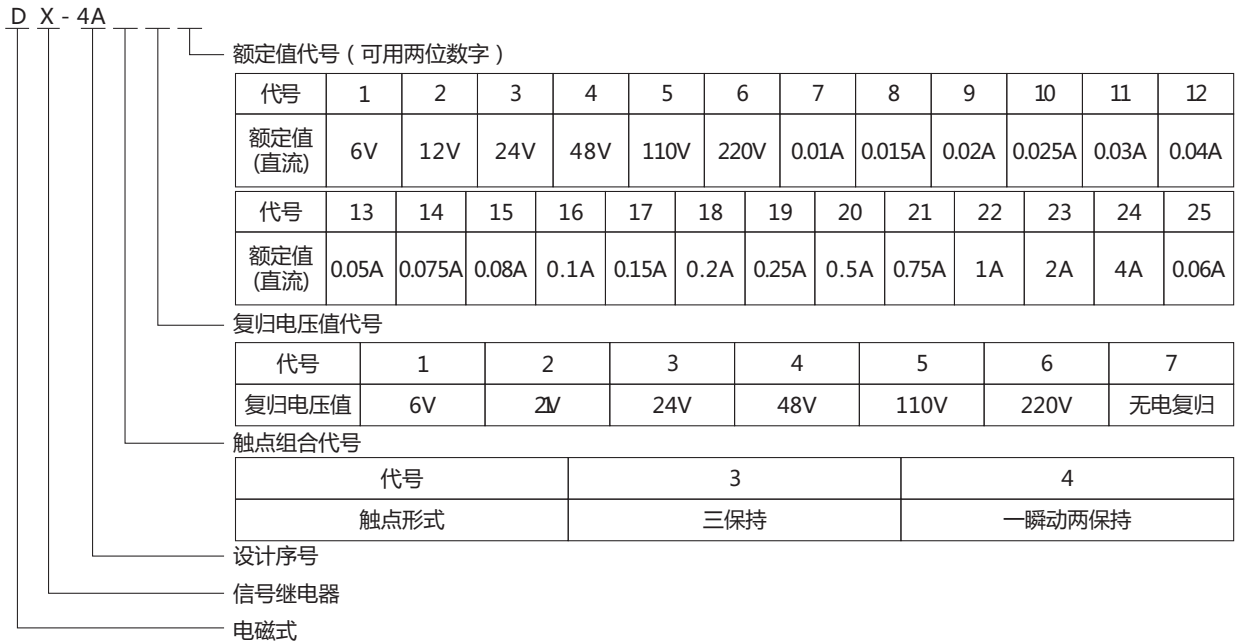 D X - 4A
额定值代号（可用两位数字）
代号 1 2 3 4 5 6 7 8 9 10 11 12
额定值
(直流) 6V 12V 24V 48V 110V 220V 0.01A 0.015A 0.02A 0.025A 0.03A 0.04A
代号 13 14 15 16 17 18 19 20 21 22 23 24 25
额定值
(直流) 0.05A 0.075A 0.08A 0.1A 0.15A 0.2A 0.25A 0.5A 0.75A 1A 2A 4A 0.06A
复归电压值代号
代号 1 2 3 4 5 6 7
复归电压值 6V 24V 48V 110V 220V 无电复归
触点组合代号
代号 3 4
触点形式 三保持 一瞬动两保持
设计序号
信号继电器
电磁式